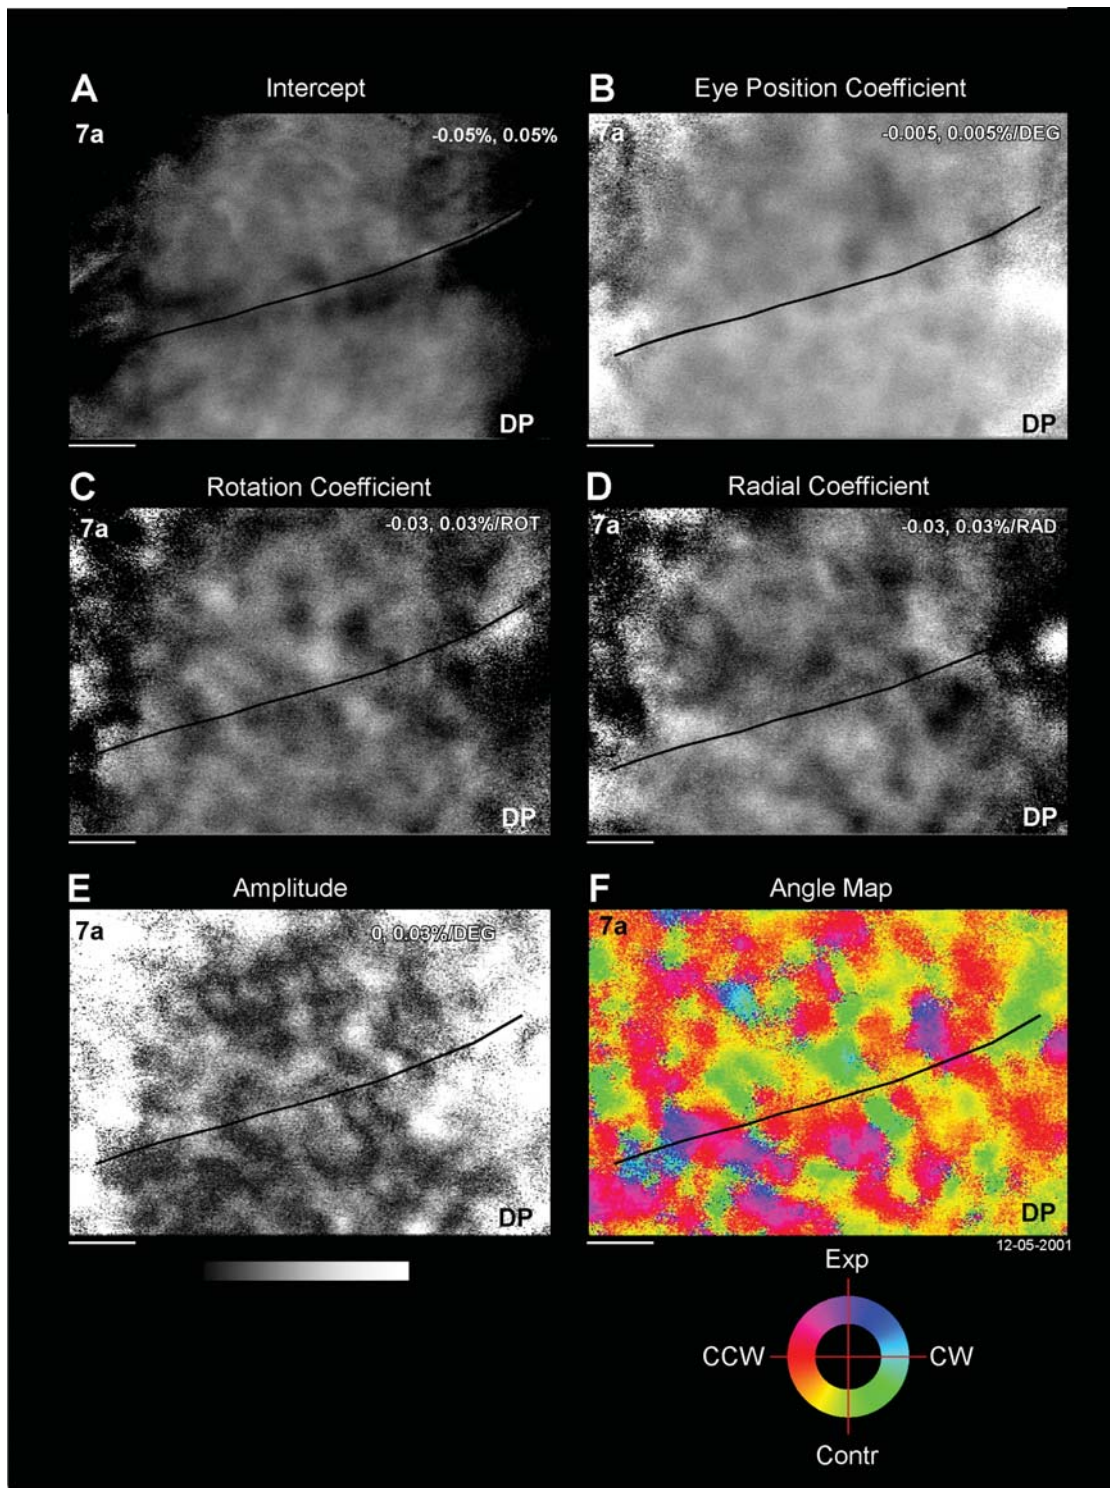 A
Intercept
7a
-0.05%, 0.05%
DP
B
Eye Position Coefficient
7a
-0.005, 0.005%/DEG
DP
C
Rotation Coefficient
7a
-0.03, 0.03%/ROT
DP
D
Radial Coefficient
7a
-0.03, 0.03%/RAD
DP
E
Amplitude
7a
0, 0.03%/DEG
DP
F
Angle Map
7a
DP
12-05-2001
Exp
CCW
CW
Contr